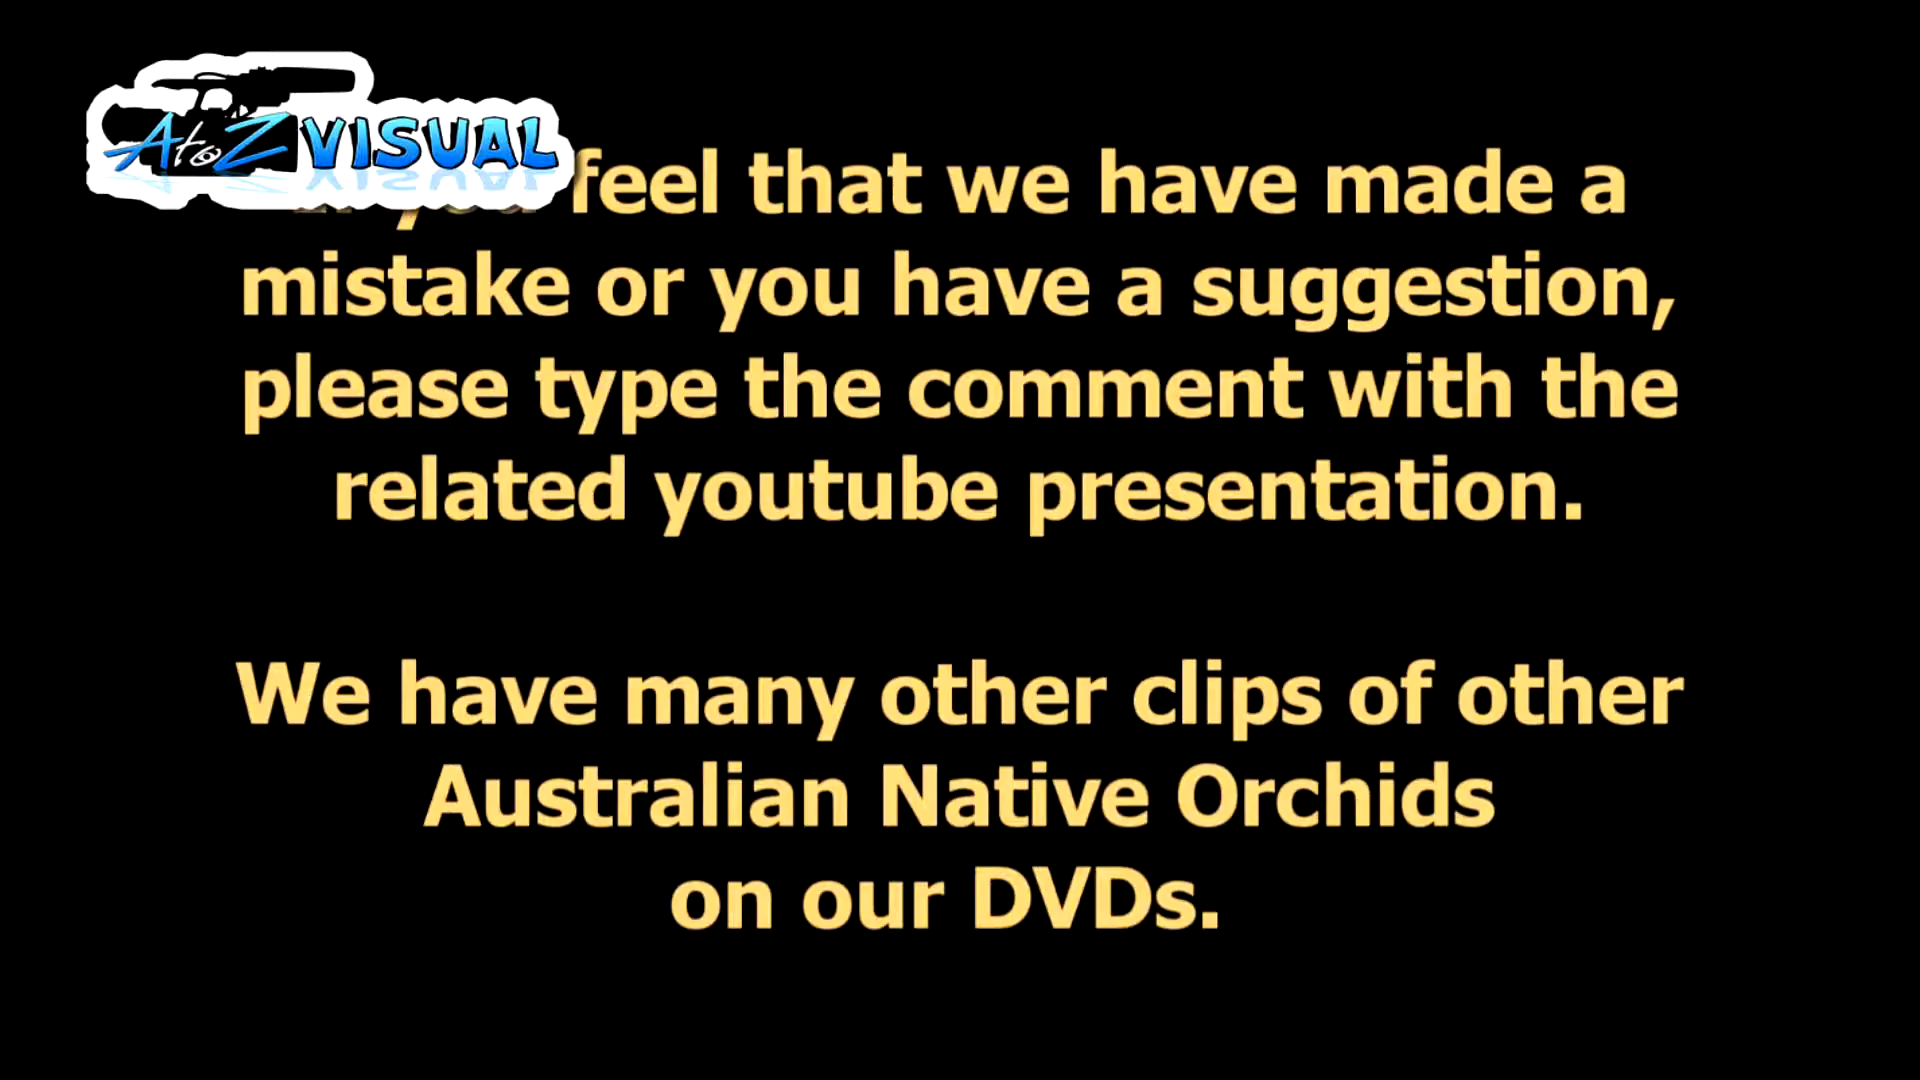 A to Z VISUAL
feel that we have made a
mistake or you have a suggestion,
please type the comment with the
related youtube presentation.
We have many other clips of other
Australian Native Orchids
on our DVDs.